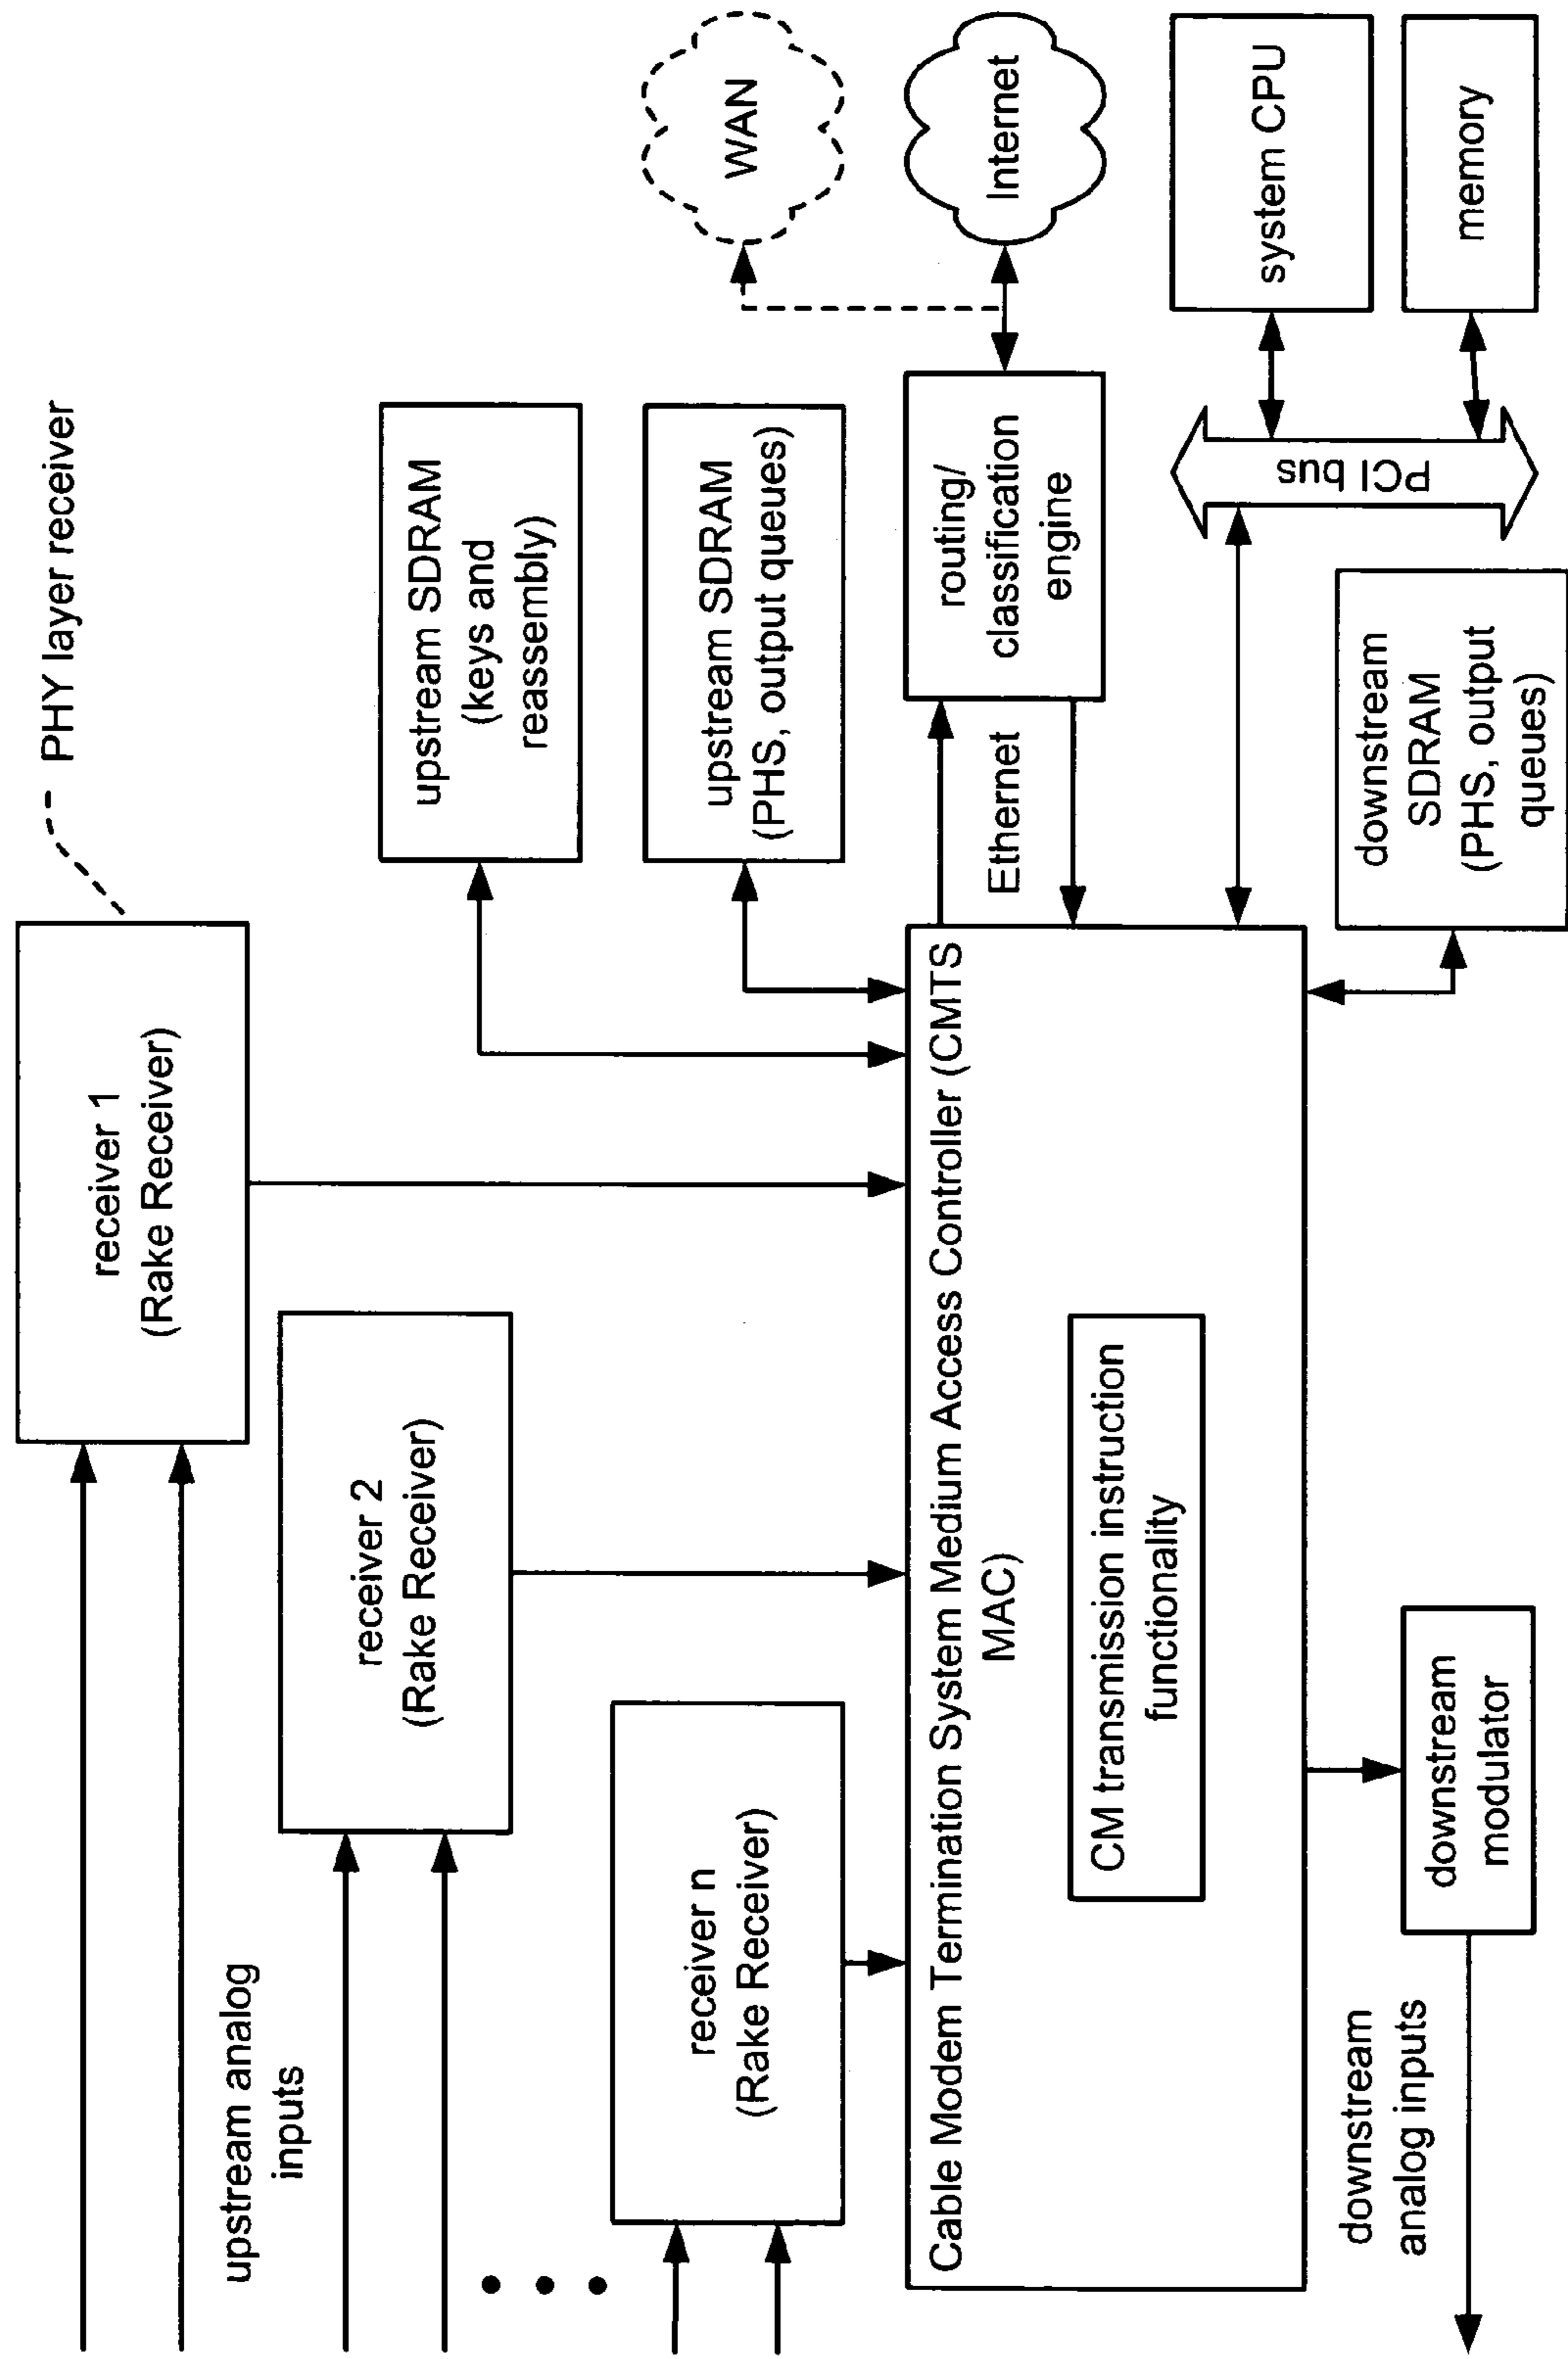 PHY layer receiver
receiver 1
(Rake Receiver)
upstream analog
inputs
receiver 2
(Rake Receiver)
receiver n
(Rake Receiver)
upstream SDRAM
(keys and
reassembly)
upstream SDRAM
(PHS, output queues)
WAN
Internet
routing/
classification
engine
Ethernet
Cable Modem Termination System Medium Access Controller (CMTS
MAC)
CM transmission instruction
functionality
system CPU
memory
PCI bus
downstream
SDRAM
(PHS, output
queues)
downstream
modulator
downstream
analog inputs